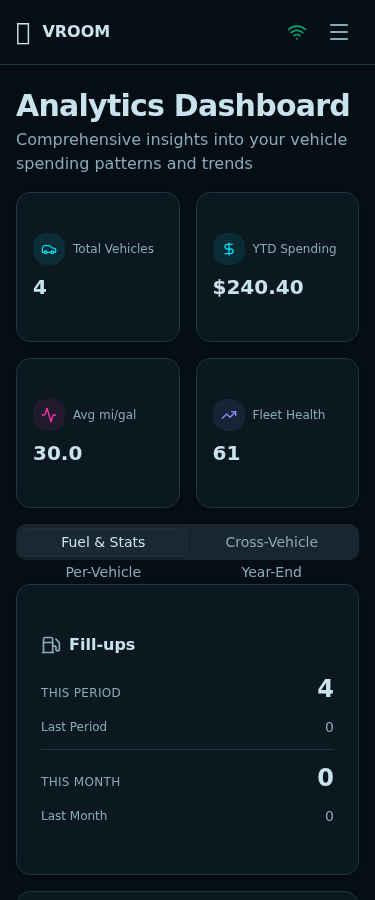 VROOM
Analytics Dashboard
Comprehensive insights into your vehicle
spending patterns and trends
Total Vehicles
4
YTD Spending
$240.40
Avg mi/gal
30.0
Fleet Health
61
Fuel & Stats
Cross-Vehicle
Per-Vehicle
Year-End
Fill-ups
THIS PERIOD 4
Last Period 0
THIS MONTH 0
Last Month 0